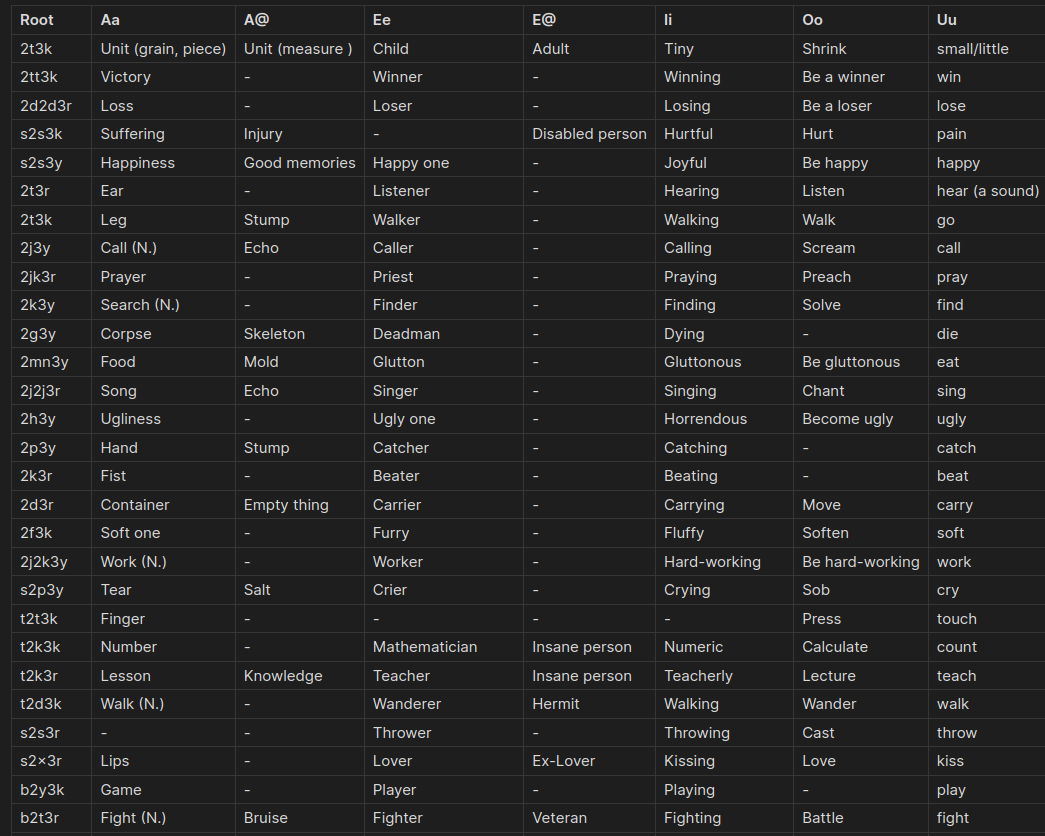 Root Aa A@ Ee E@ Ii Oo Uu
2t3k Unit (grain, piece) Unit (measure ) Child Adult Tiny Shrink small/little
2tt3k Victory - Winner - Winning Be a winner win
2d2d3r Loss - Loser - Losing Be a loser lose
s2s3k Suffering Injury - Disabled person Hurtful Hurt pain
s2s3y Happiness Good memories Happy one - Joyful Be happy happy
2t3r Ear - Listener - Hearing Listen hear (a sound)
2t3k Leg Stump Walker - Walking Walk go
2j3y Call (N.) Echo Caller - Calling Scream call
2jk3r Prayer - Priest - Praying Preach pray
2k3y Search (N.) - Finder - Finding Solve find
2g3y Corpse Skeleton Deadman - Dying - die
2mn3y Food Mold Glutton - Gluttonous Be gluttonous eat
2j2j3r Song Echo Singer - Singing Chant sing
2h3y Ugliness - Ugly one - Horrendous Become ugly ugly
2p3y Hand Stump Catcher - Catching - catch
2k3r Fist - Beater - Beating - beat
2d3r Container Empty thing Carrier - Carrying Move carry
2f3k Soft one - Furry - Fluffy Soften soft
2j2k3y Work (N.) - Worker - Hard-working Be hard-working work
s2p3y Tear Salt Crier - Crying Sob cry
t2t3k Finger - - - - Press touch
t2k3k Number - Mathematician Insane person Numeric Calculate count
t2k3r Lesson Knowledge Teacher Insane person Teacherly Lecture teach
t2d3k Walk (N.) - Wanderer Hermit Walking Wander walk
s2s3r - - Thrower - Throwing Cast throw
s2×3r Lips - Lover Ex-Lover Kissing Love kiss
b2y3k Game - Player - Playing - play
b2t3r Fight (N.) Bruise Fighter Veteran Fighting Battle fight